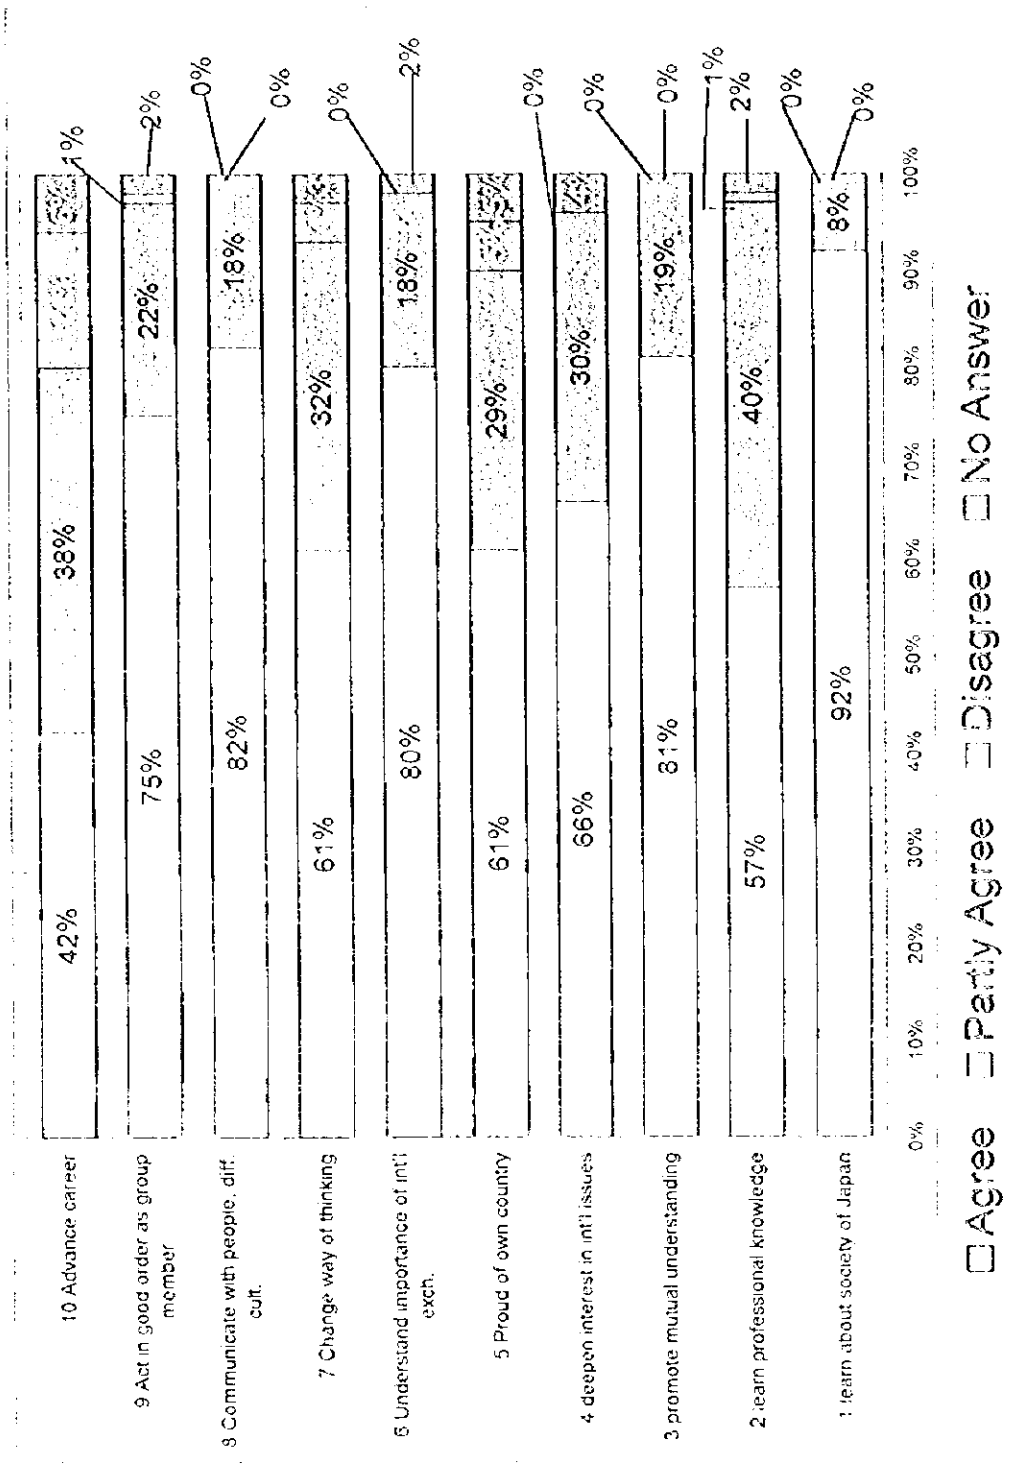 10 Advance career
42%
38%
9 Act in good order as group
member
75%
22%
1%
2%
8 Communicate with people, diff.
cult.
82%
18%
0%
0%
7 Change way of thinking
61%
32%
6 Understand importance of int'l
exch.
80%
18%
0%
2%
5 Proud of own country
61%
29%
4 deepen interest in int'l issues
66%
30%
0%
3 promote mutual understanding
81%
19%
0%
0%
2 learn professional knowledge
57%
40%
1%
2%
1 learn about society of Japan
92%
8%
0%
0%
0% 10% 20% 30% 40% 50% 60% 70% 80% 90% 100%
Agree Partly Agree Disagree No Answer